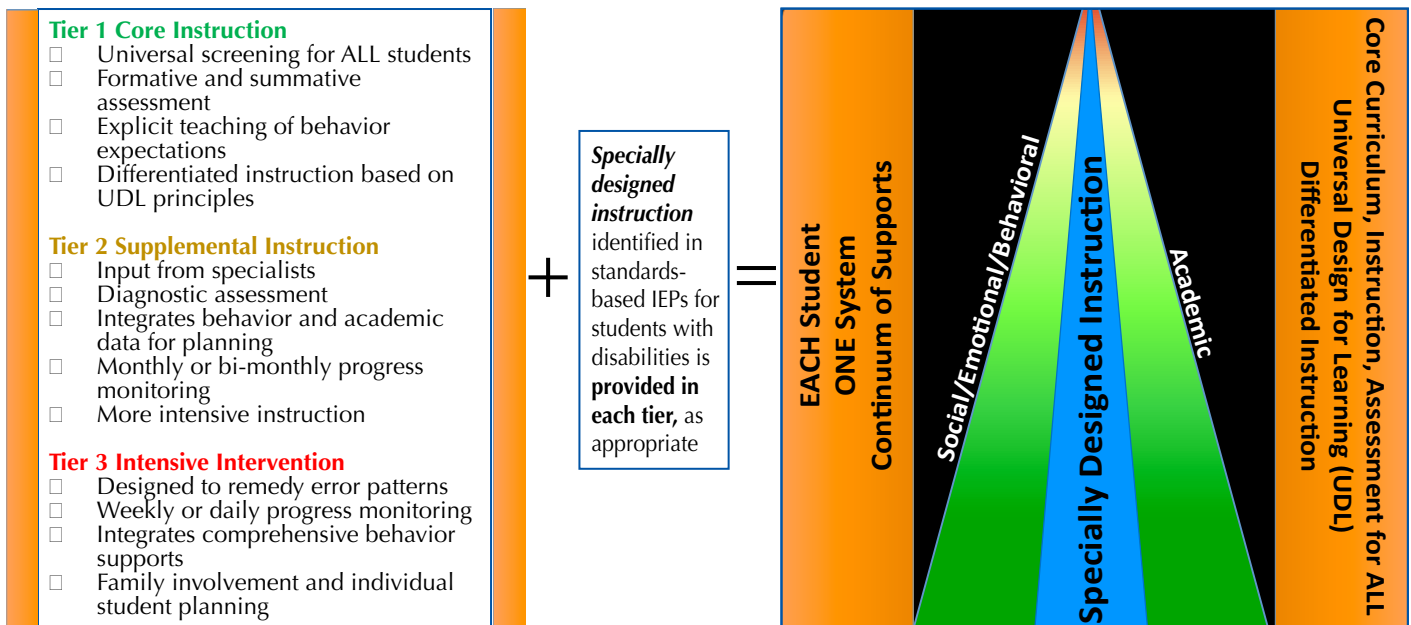 Tier 1 Core Instruction
□ Universal screening for ALL students
□ Formative and summative
assessment
□ Explicit teaching of behavior
expectations
□ Differentiated instruction based on
UDL principles
Tier 2 Supplemental Instruction
□ Input from specialists
□ Diagnostic assessment
□ Integrates behavior and academic
data for planning
□ Monthly or bi-monthly progress
monitoring
□ More intensive instruction
Tier 3 Intensive Intervention
□ Designed to remedy error patterns
□ Weekly or daily progress monitoring
□ Integrates comprehensive behavior
supports
□ Family involvement and individual
student planning
+
Specially
designed
instruction
identified in
standards-
based IEPs for
students with
disabilities is
provided in
each tier, as
appropriate
=
EACH Student
ONE System
Continuum of Supports
Social/Emotional/Behavioral
Specially Designed Instruction
Academic
Core Curiculum, Instruction, Assessment for ALL
Universal Design for Learning (UDL)
Differentiated Instruction